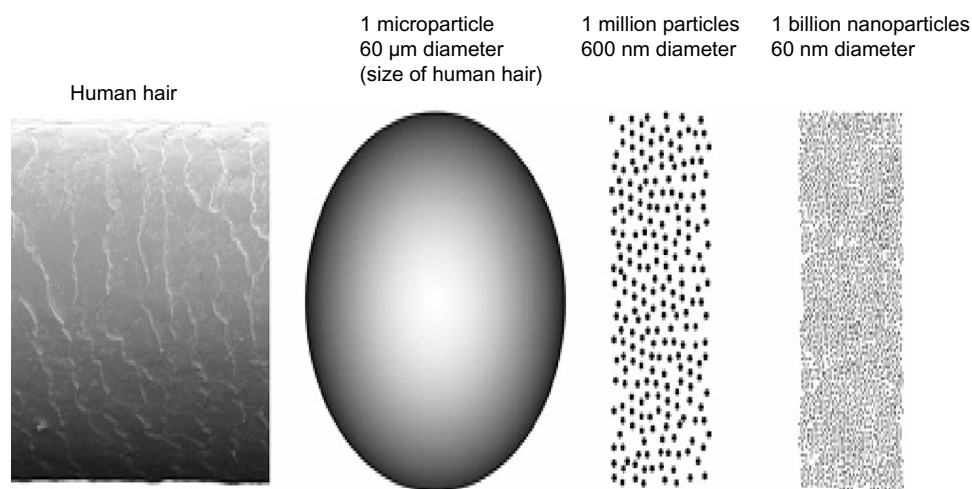 Human hair
1 microparticle
60 µm diameter
(size of human hair)
1 million particles
600 nm diameter
1 billion nanoparticles
60 nm diameter